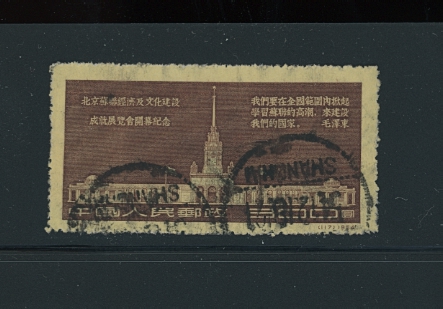 北京蘇聯經濟及文化建設
成就展覽會開幕紀念
我們要在全國範圍內掀起
學習蘇聯的高潮，來建設
我們的國家。 毛澤東
SHANGHAI
SHANGHAI
中國人民郵政